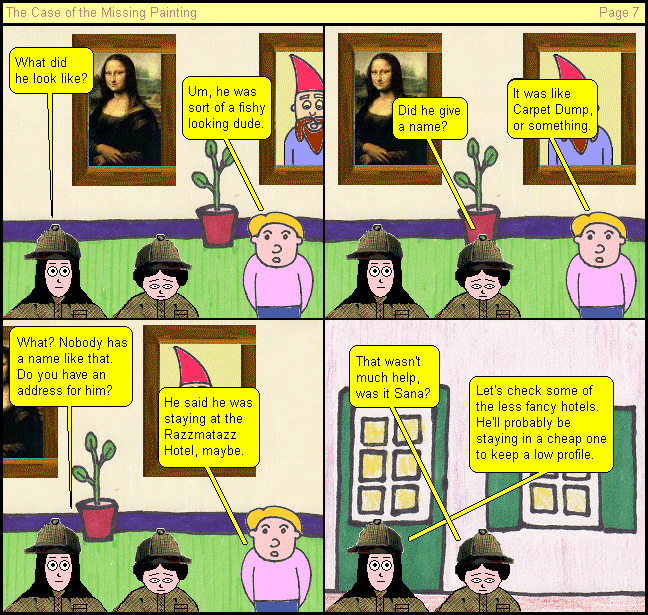 The Case of the Missing Painting
Page 7
What did
he look like?
Um, he was
sort of a fishy
looking dude.
Did he give
a name?
It was like
Carpet Dump,
or something.
What? Nobody has
a name like that.
Do you have an
address for him?
He said he was
staying at the
Razzmatazz
Hotel, maybe.
That wasn't
much help,
was it Sana?
Let's check some of
the less fancy hotels.
He'll probably be
staying in a cheap one
to keep a low profile.